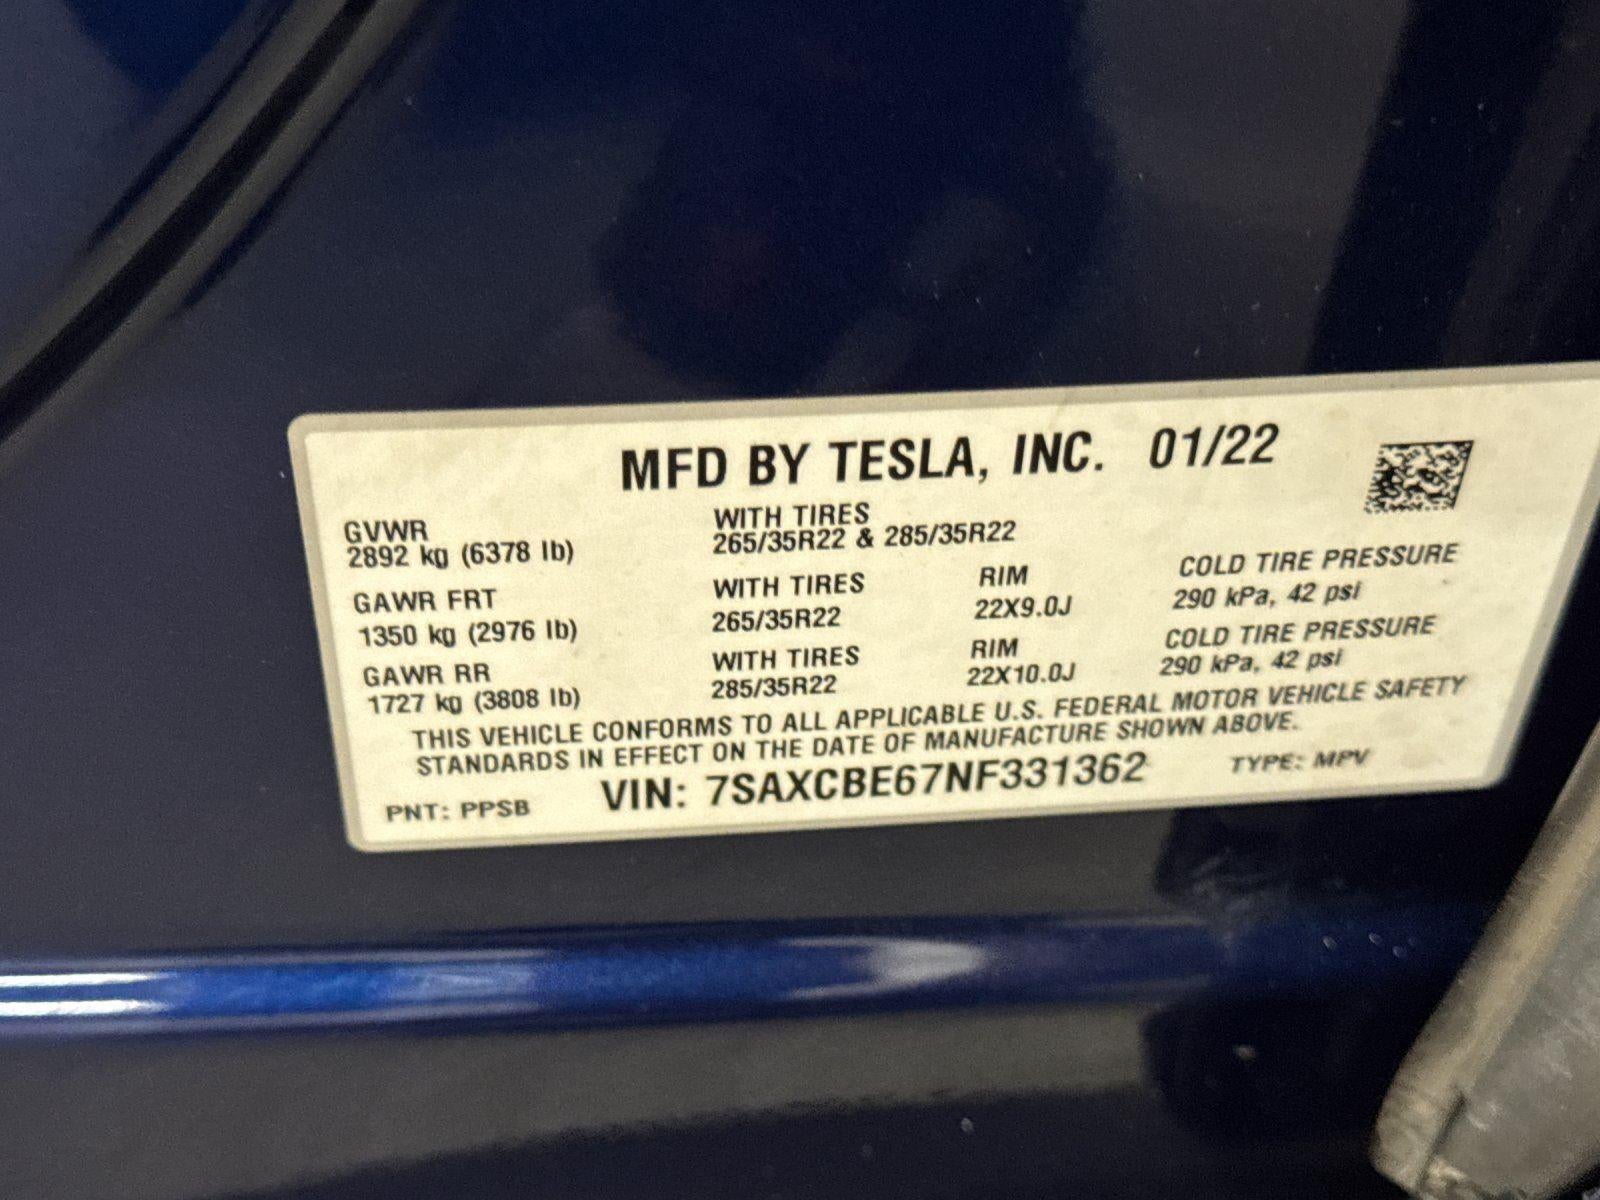 MFD BY TESLA, INC. 01/22
GVWR
2892 kg (6378 lb)
WITH TIRES
265/35R22 & 285/35R22
GAWR FRT
1350 kg (2976 lb)
WITH TIRES
265/35R22
RIM
22X9.0J
COLD TIRE PRESSURE
290 kPa, 42 psi
GAWR RR
1727 kg (3808 lb)
WITH TIRES
285/35R22
RIM
22X10.0J
COLD TIRE PRESSURE
290 kPa, 42 psi
THIS VEHICLE CONFORMS TO ALL APPLICABLE U.S. FEDERAL MOTOR VEHICLE SAFETY
STANDARDS IN EFFECT ON THE DATE OF MANUFACTURE SHOWN ABOVE.
PNT: PPSB VIN: 7SAXCBE67NF331362 TYPE: MPV